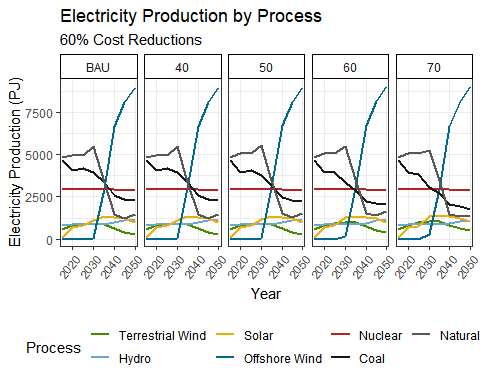 Electricity Production by Process
60% Cost Reductions
BAU 40 50 60 70
Electricity Production (PJ)
7500
5000
2500
0
2020 2030 2040 2050 2020 2030 2040 2050 2020 2030 2040 2050 2020 2030 2040 2050 2020 2030 2040 2050
Year
Process
Terrestrial Wind Solar Nuclear Natural
Hydro Offshore Wind Coal